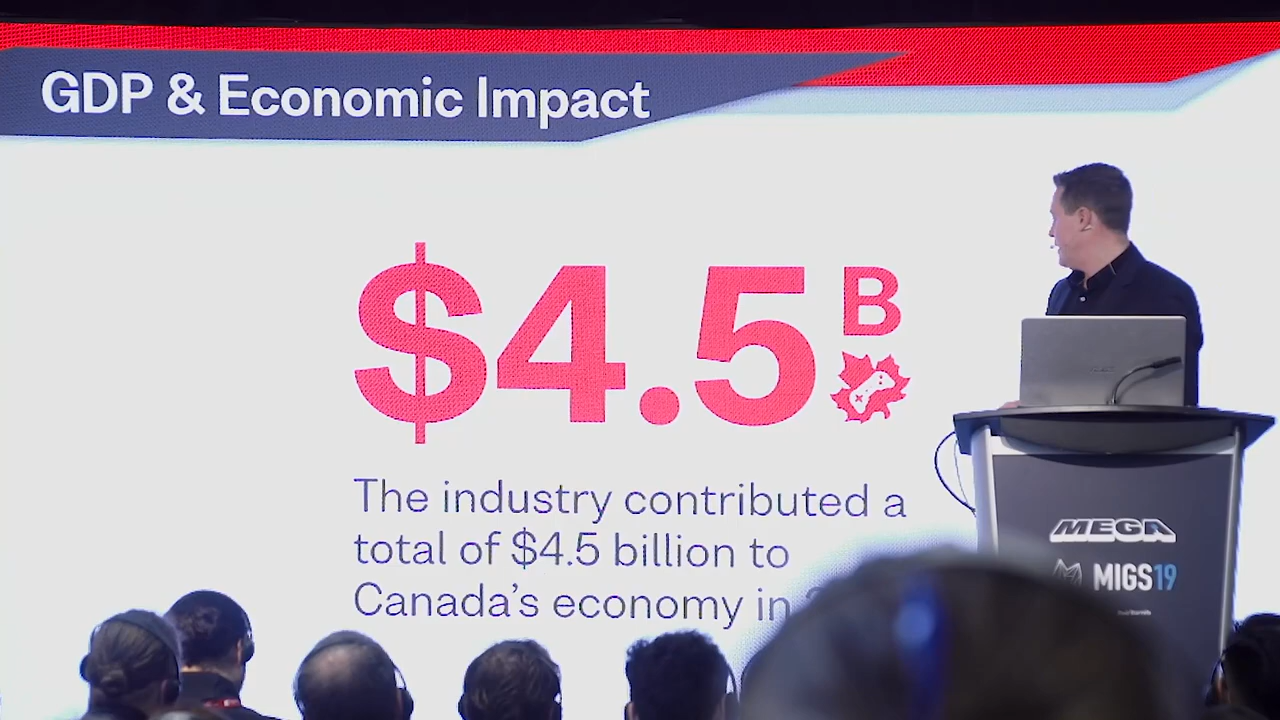 GDP & Economic Impact
$4.5 B
The industry contributed a
total of $4.5 billion to
Canada's economy in
MEGA
MIGS19